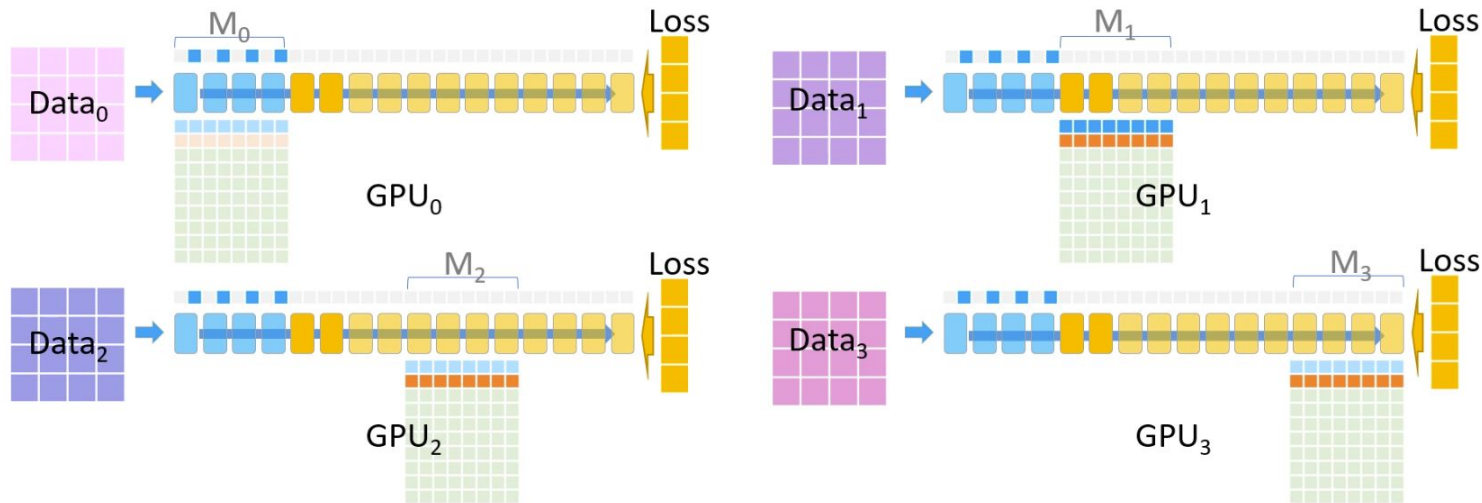 M₀
Loss
Data₀
GPU₀
M₁
Loss
Data₁
GPU₁
M₂
Loss
Data₂
GPU₂
M₃
Loss
Data₃
GPU₃